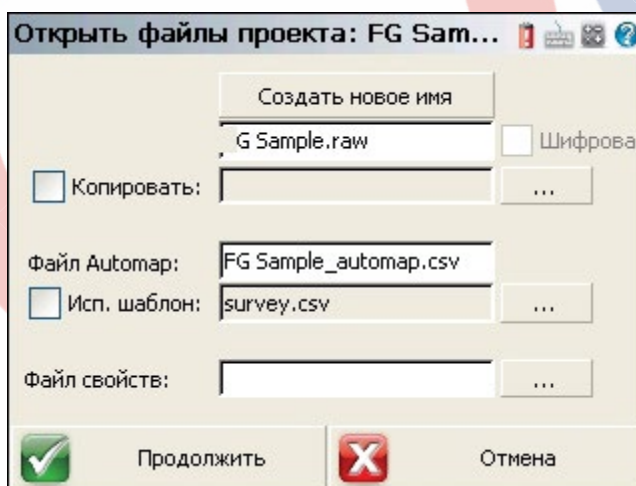 Открыть файлы проекта: FG Sam...
Создать новое имя
G Sample.raw
Шифрова
Копировать:
...
Файл Automap:
FG Sample_automap.csv
Исп. шаблон:
survey.csv
...
Файл свойств:
...
Продолжить
Отмена